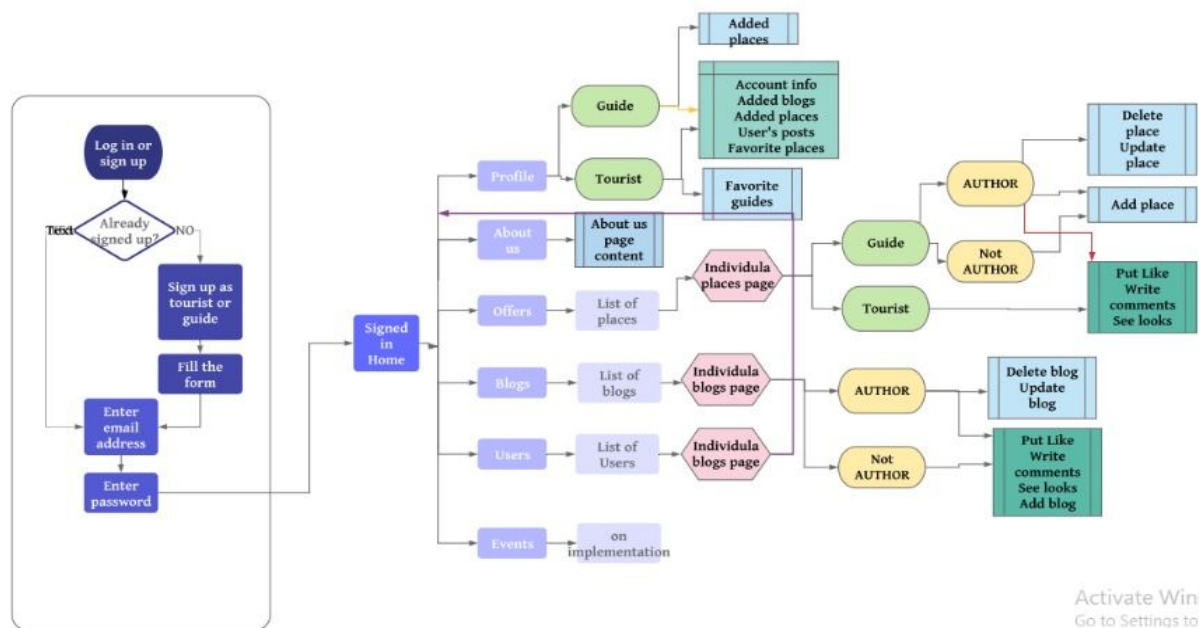 Log in or
sign up
Already
signed up?
NO
Sign up as
tourist or
guide
Fill the
form
Enter
email
address
Enter
password
Signed
in
Home
Profile
Guide
Tourist
Added
places
Account info
Added blogs
Added places
User's posts
Favorite places
Favorite
guides
About
us
About us
page
content
Offers
List of
places
Individula
places page
Guide
Tourist
AUTHOR
Not
AUTHOR
Delete
place
Update
place
Add place
Put Like
Write
comments
See looks
Blogs
List of
blogs
Individula
blogs page
AUTHOR
Not
AUTHOR
Delete blog
Update
blog
Put Like
Write
comments
See looks
Add blog
Users
List of
Users
Individula
blogs page
Events
on
implementation
Activate Win
Go to Settings to